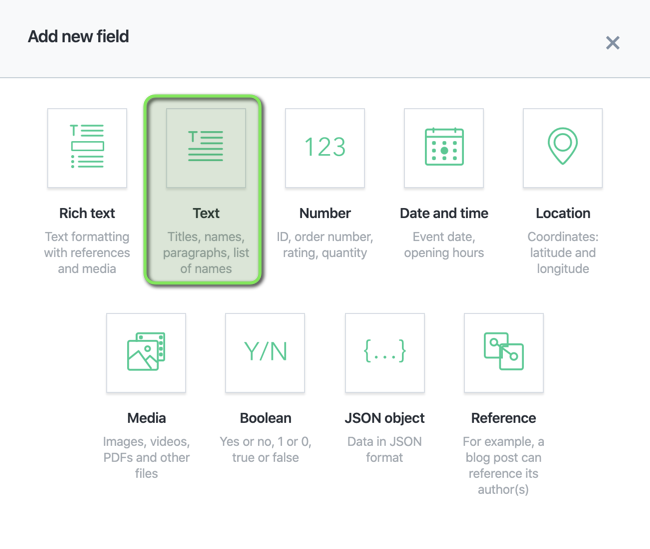 Add new field
123
Rich text
Text formatting
with references
and media
Text
Titles, names,
paragraphs, list
of names
Number
ID, order number,
rating, quantity
Date and time
Event date,
opening hours
Location
Coordinates:
latitude and
longitude
Y/N
{...}
Media
Images, videos,
PDFs and other
files
Boolean
Yes or no, 1 or 0,
true or false
JSON object
Data in JSON
format
Reference
For example, a
blog post can
reference its
author(s)